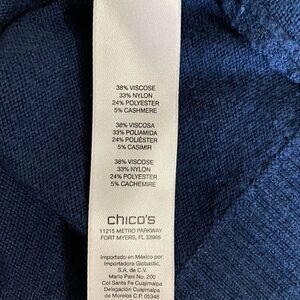 38% VISCOSE
33% NYLON
24% POLYESTER
5% CASHMERE
38% VISCOSA
33% POLIAMIDA
24% POLIÉSTER
5% CASIMIR
38% VISCOSE
33% NYLON
24% POLYESTER
5% CACHEMIRE
chico's
11215 METRO PARKWAY
FORT MYERS, FL 33966
Importado en México por:
Importadora Globastic,
S.A. de C.V.
Mario Pani No. 200
Col Santa Fe Cuajimalpa
Delegación Cuajimalpa
de Morelos C.P. 05348